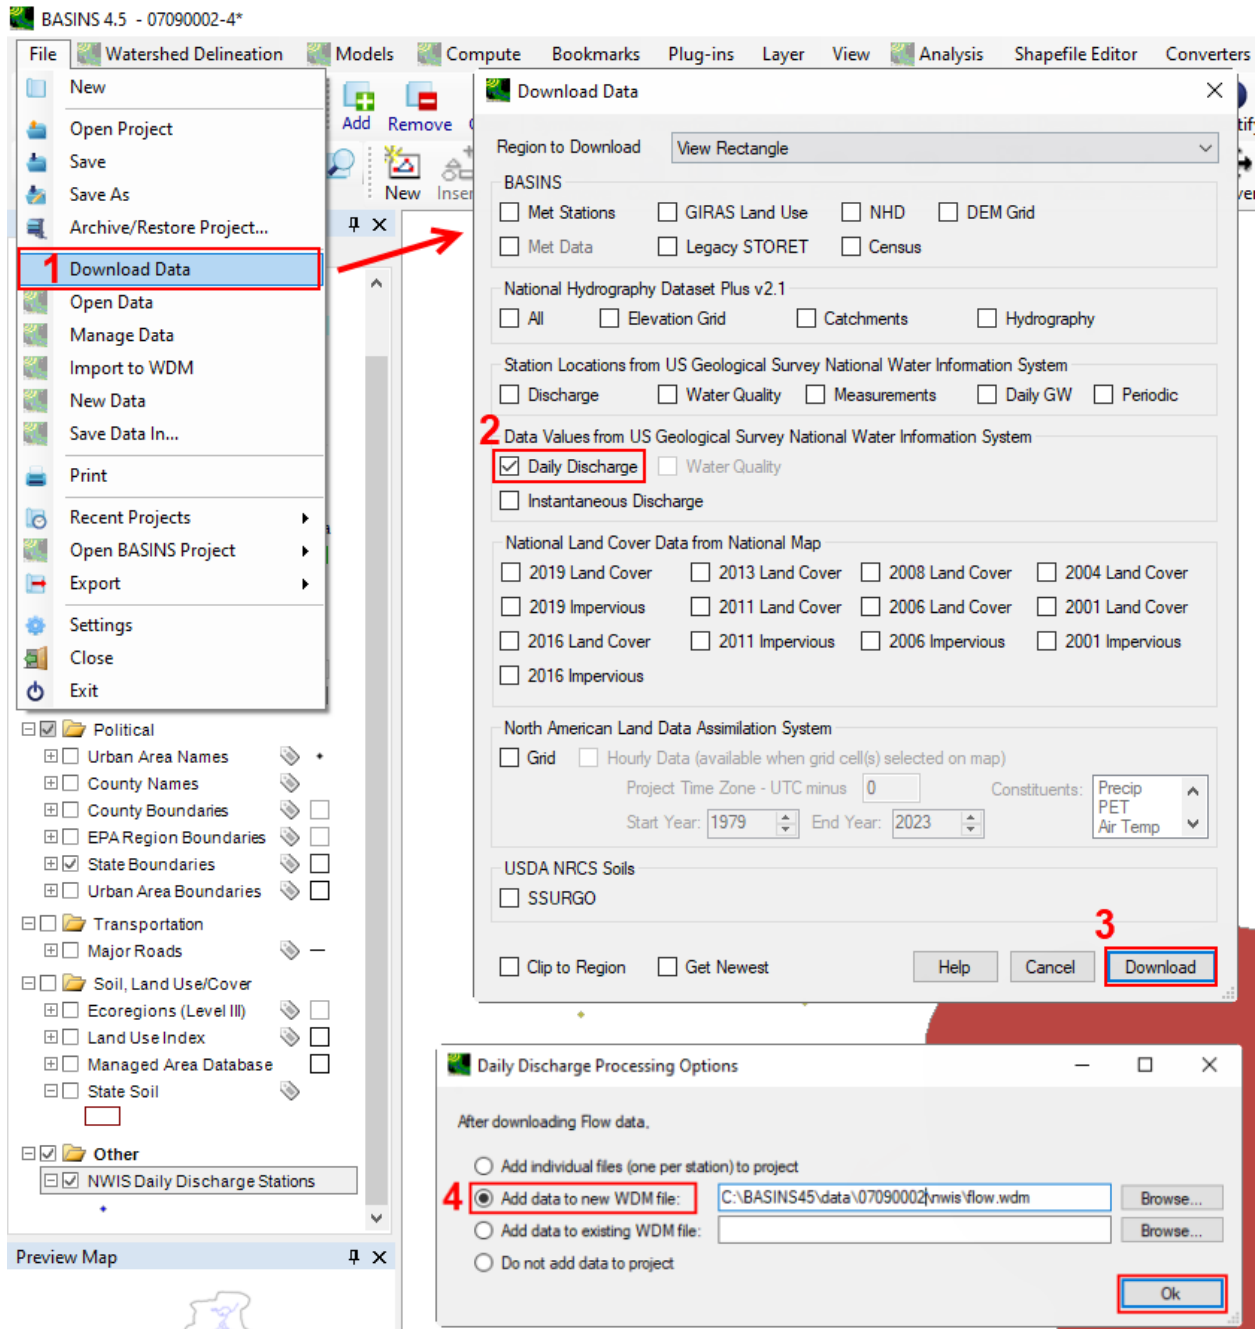 BASINS 4.5 - 07090002-4*
File Watershed Delineation Models Compute Bookmarks Plug-ins Layer View Analysis Shapefile Editor Converters
New
Open Project
Save
Save As
Archive/Restore Project...
1 Download Data
Open Data
Manage Data
Import to WDM
New Data
Save Data In...
Print
Recent Projects
Open BASINS Project
Export
Settings
Close
Exit
Add Remove
New
Download Data
Region to Download View Rectangle
BASINS
Met Stations GIRAS Land Use NHD DEM Grid
Met Data Legacy STORET Census
National Hydrography Dataset Plus v2.1
All Elevation Grid Catchments Hydrography
Station Locations from US Geological Survey National Water Information System
Discharge Water Quality Measurements Daily GW Periodic
2 Data Values from US Geological Survey National Water Information System
Daily Discharge Water Quality
Instantaneous Discharge
National Land Cover Data from National Map
2019 Land Cover 2013 Land Cover 2008 Land Cover 2004 Land Cover
2019 Impervious 2011 Land Cover 2006 Land Cover 2001 Land Cover
2016 Land Cover 2011 Impervious 2006 Impervious 2001 Impervious
2016 Impervious
North American Land Data Assimilation System
Grid Hourly Data (available when grid cell(s) selected on map)
Project Time Zone - UTC minus 0 Constituents: Precip
PET
Start Year: 1979 End Year: 2023 Air Temp
USDA NRCS Soils
SSURGO
3
Clip to Region Get Newest Help Cancel Download
Political
Urban Area Names
County Names
County Boundaries
EPA Region Boundaries
State Boundaries
Urban Area Boundaries
Transportation
Major Roads
Soil, Land Use/Cover
Ecoregions (Level III)
Land Use Index
Managed Area Database
State Soil
Other
NWIS Daily Discharge Stations
Preview Map
Daily Discharge Processing Options
After downloading Flow data,
Add individual files (one per station) to project
4 Add data to new WDM file: C:\BASINS45\data\07090002\nwis\flow.wdm Browse...
Add data to existing WDM file: Browse...
Do not add data to project
Ok